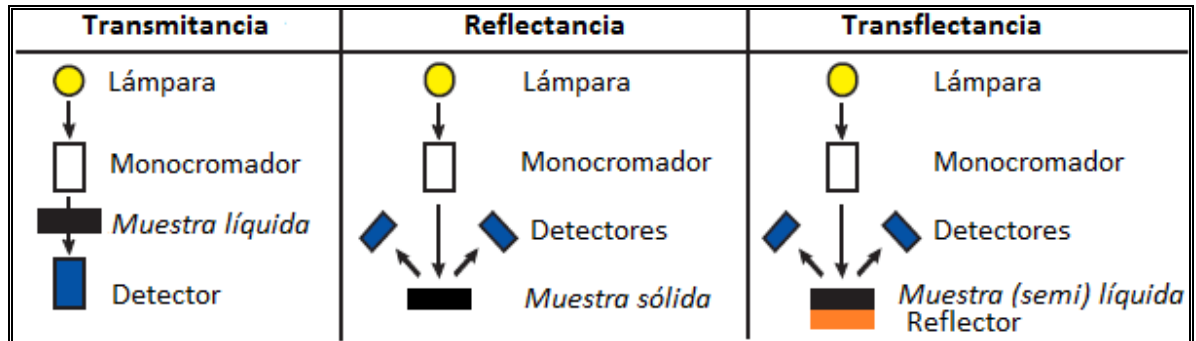 Transmitancia
Lámpara
Monocromador
Muestra líquida
Detector
Reflectancia
Lámpara
Monocromador
Detectores
Muestra sólida
Transflectancia
Lámpara
Monocromador
Detectores
Muestra (semi) líquida
Reflector